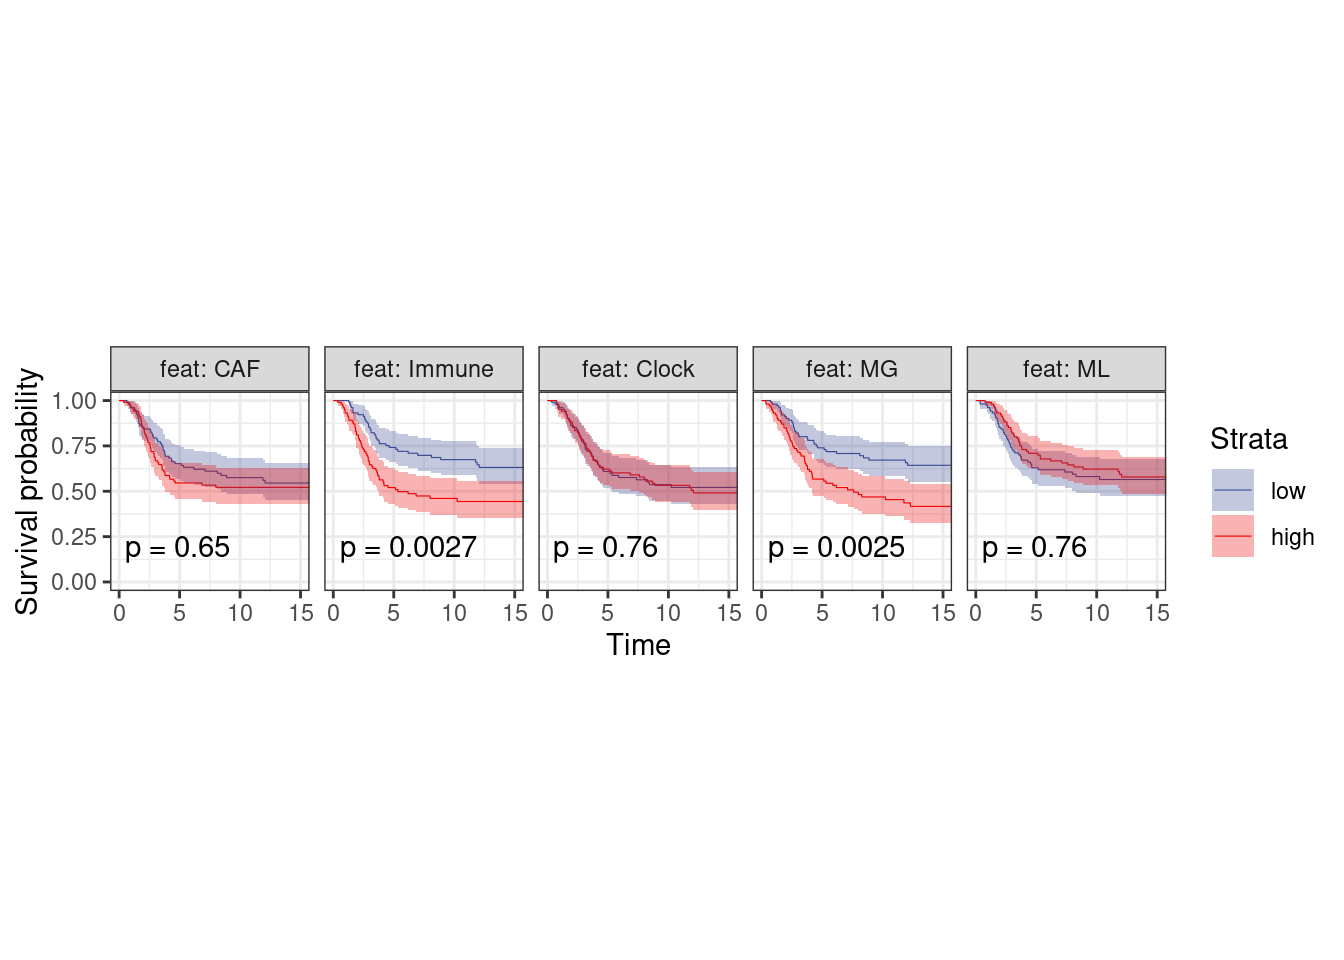 feat: CAF
feat: Immune
feat: Clock
feat: MG
feat: ML
Survival probability
1.00
0.75
0.50
0.25
0.00
p = 0.65
p = 0.0027
p = 0.76
p = 0.0025
p = 0.76
0 5 10 15
0 5 10 15
0 5 10 15
0 5 10 15
0 5 10 15
Time
Strata
low
high